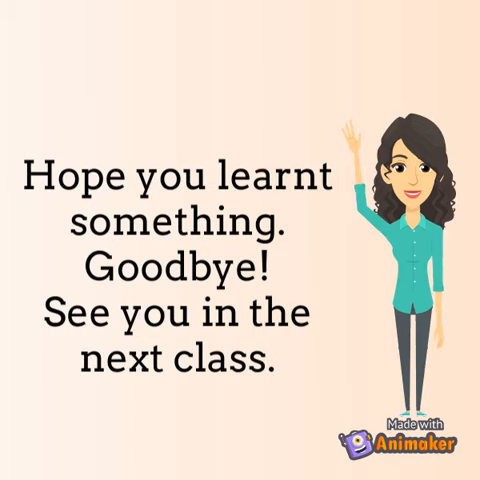 Hope you learnt
something.
Goodbye!
See you in the
next class.
Made with
Animaker